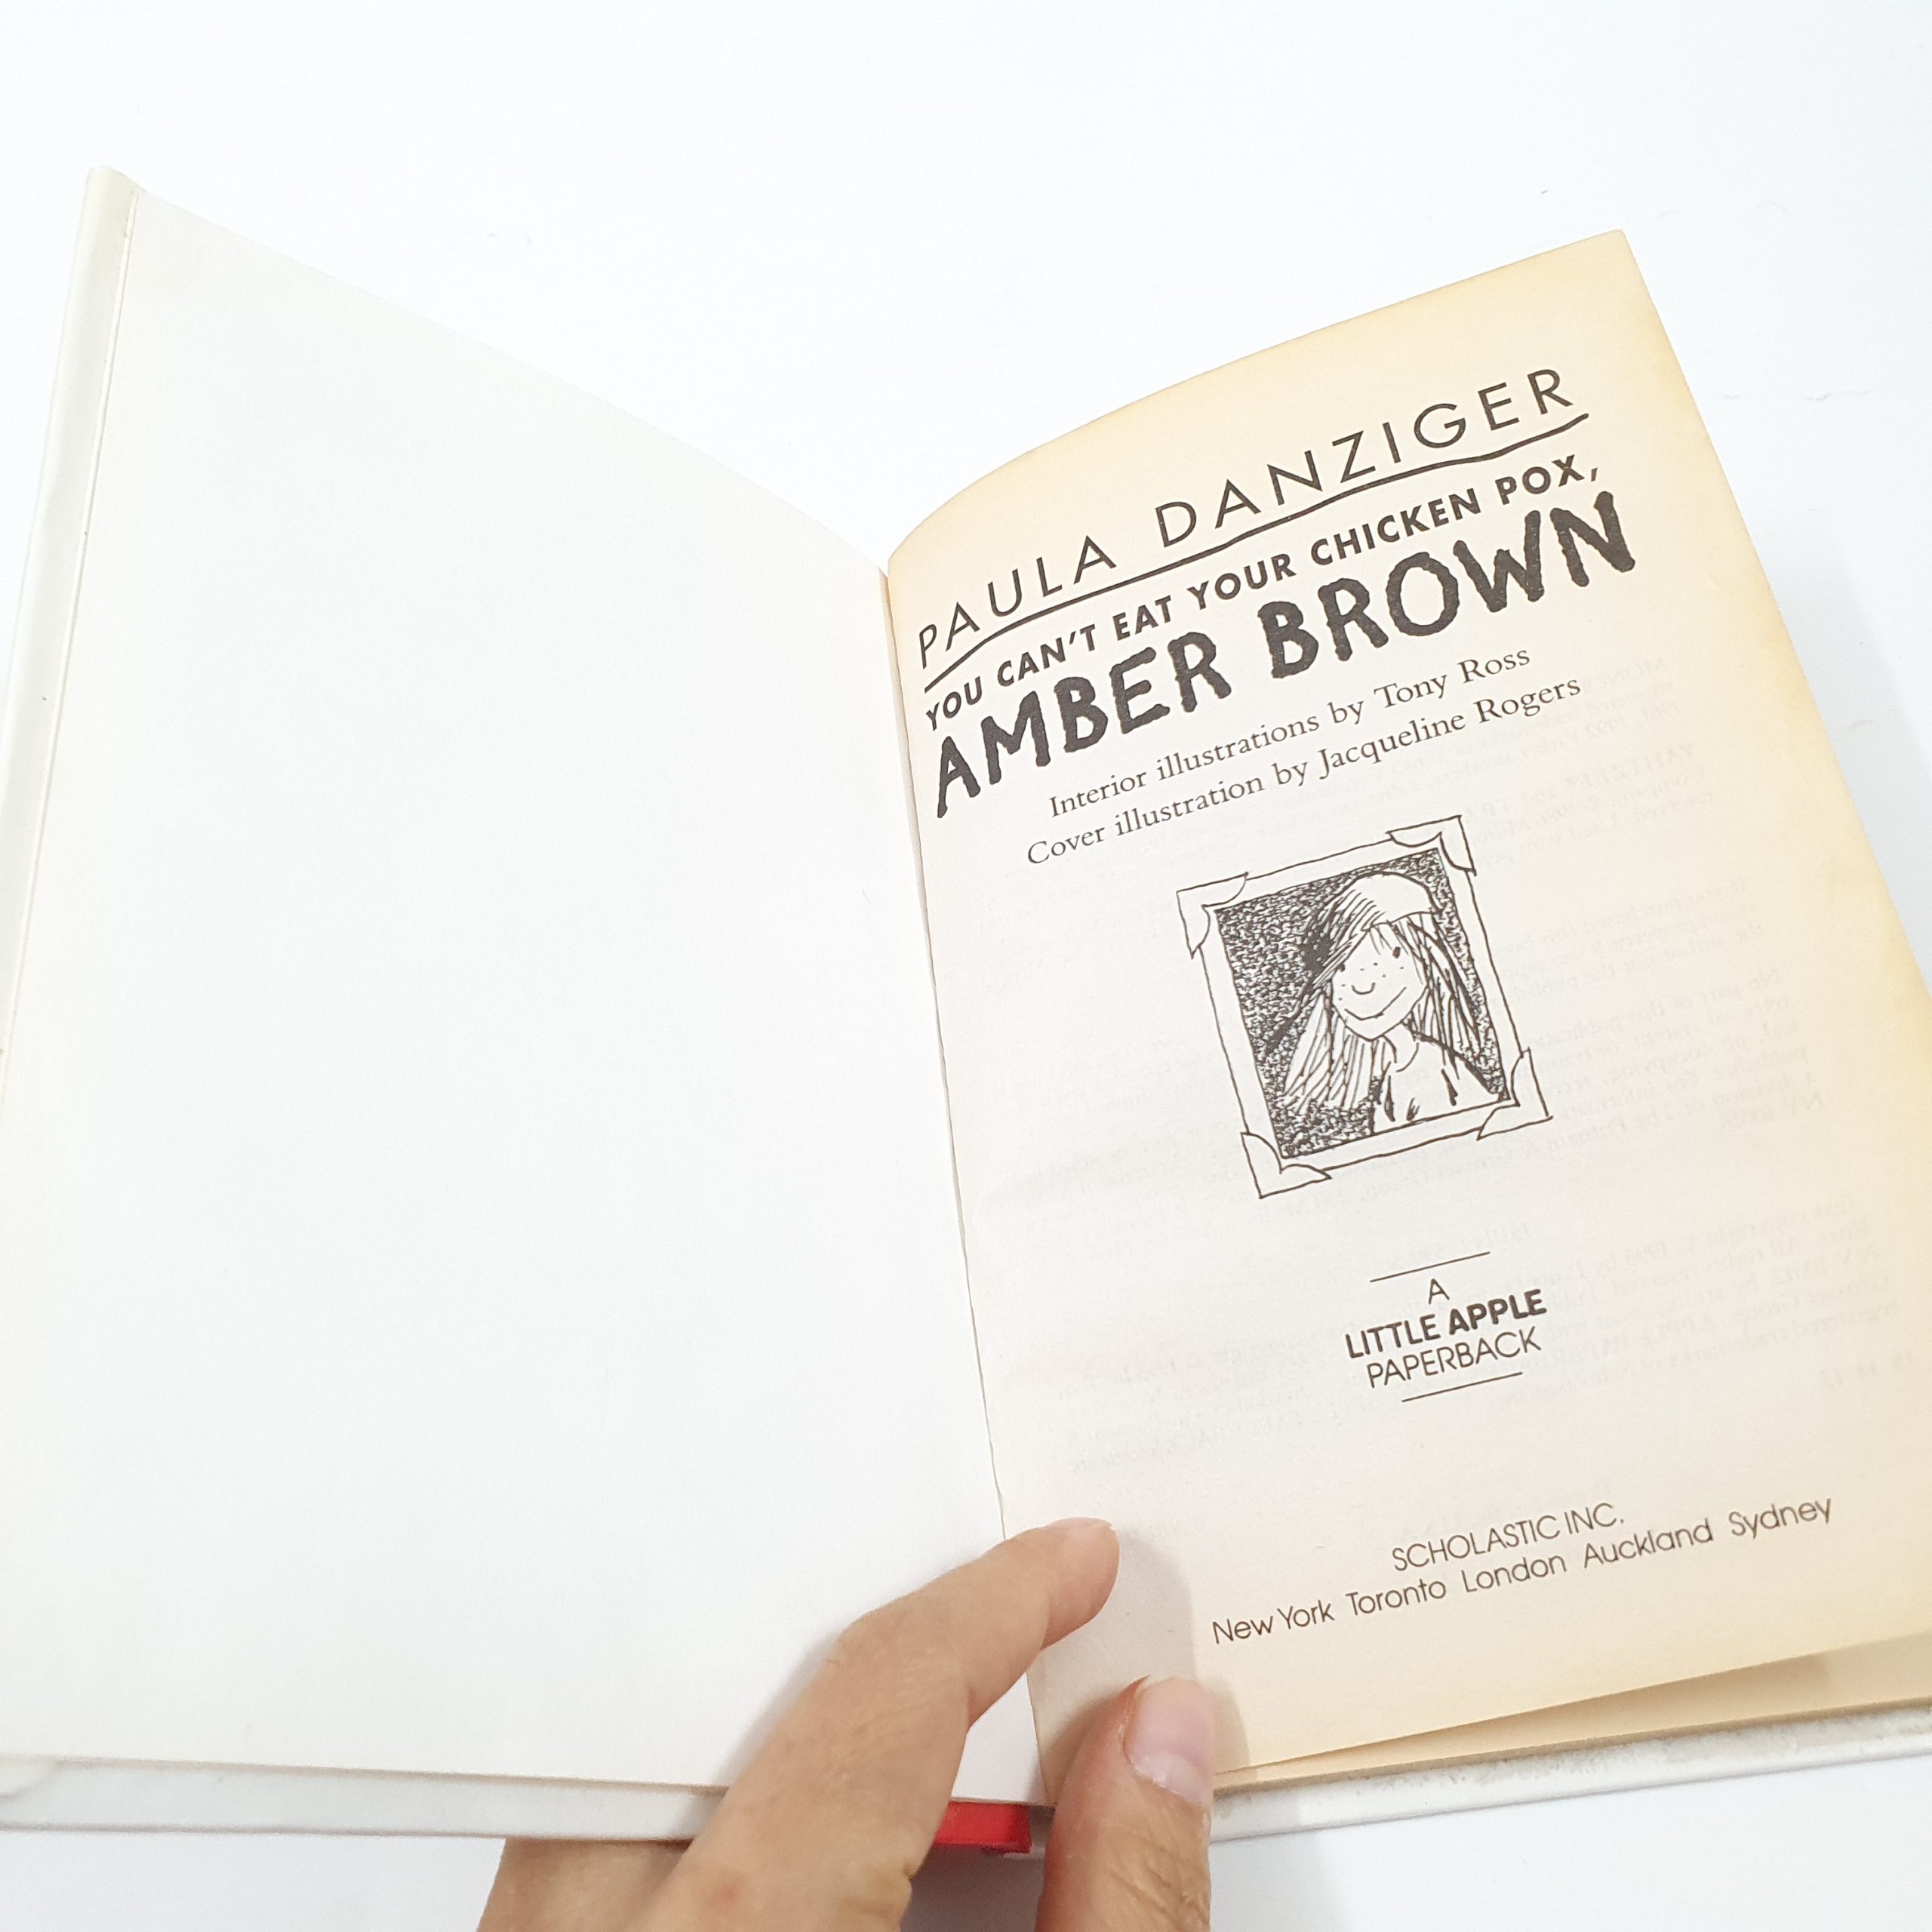 PAULA DANZIGER
YOU CAN'T EAT YOUR CHICKEN POX,
AMBER BROWN
Interior illustrations by Tony Ross
Cover illustration by Jacqueline Rogers
A
LITTLE APPLE
PAPERBACK
SCHOLASTIC INC.
New York Toronto London Auckland Sydney